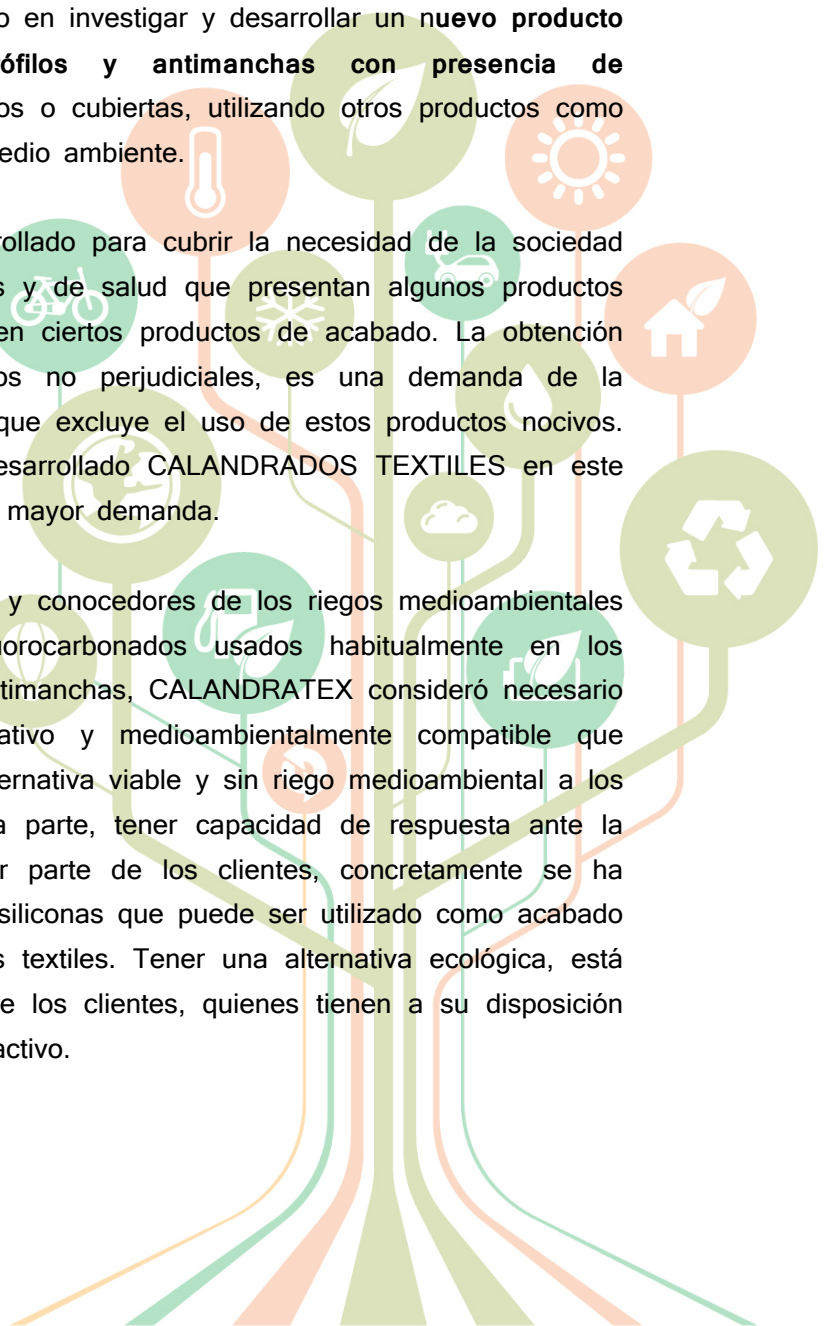 o en investigar y desarrollar un nuevo producto
ófilos y antimanchas con presencia de
os o cubiertas, utilizando otros productos como
edio ambiente.
rollado para cubrir la necesidad de la sociedad
s y de salud que presentan algunos productos
en ciertos productos de acabado. La obtención
os no perjudiciales, es una demanda de la
que excluye el uso de estos productos nocivos.
esarrollado CALANDRADOS TEXTILES en este
mayor demanda.
y conocedores de los riegos medioambientales
uorocarbonados usados habitualmente en los
timanchas, CALANDRATEX consideró necesario
ativo y medioambientalmente compatible que
ernativa viable y sin riego medioambiental a los
a parte, tener capacidad de respuesta ante la
r parte de los clientes, concretamente se ha
siliconas que puede ser utilizado como acabado
s textiles. Tener una alternativa ecológica, está
e los clientes, quienes tienen a su disposición
activo.